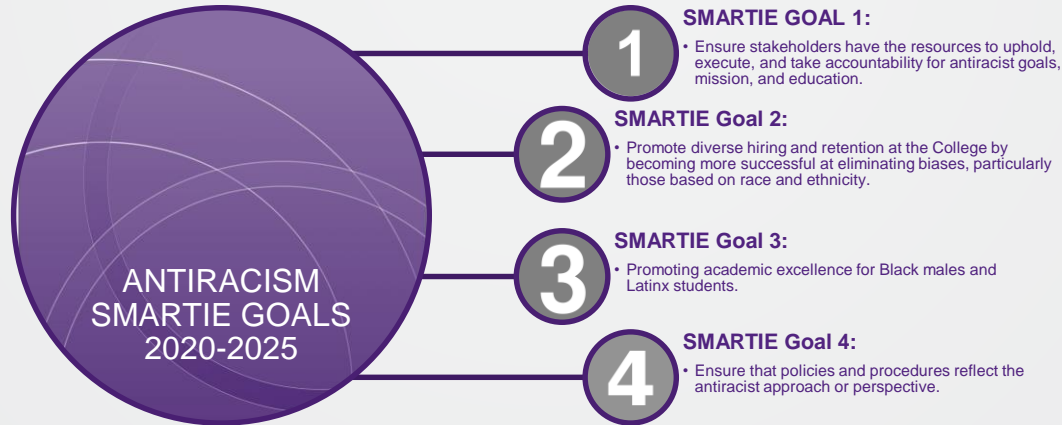 ANTIRACISM
SMARTIE GOALS
2020-2025
1
SMARTIE GOAL 1:
• Ensure stakeholders have the resources to uphold,
execute, and take accountability for antiracist goals,
mission, and education.
2
SMARTIE Goal 2:
• Promote diverse hiring and retention at the College by
becoming more successful at eliminating biases, particularly
those based on race and ethnicity.
3
SMARTIE Goal 3:
• Promoting academic excellence for Black males and
Latinx students.
4
SMARTIE Goal 4:
• Ensure that policies and procedures reflect the
antiracist approach or perspective.